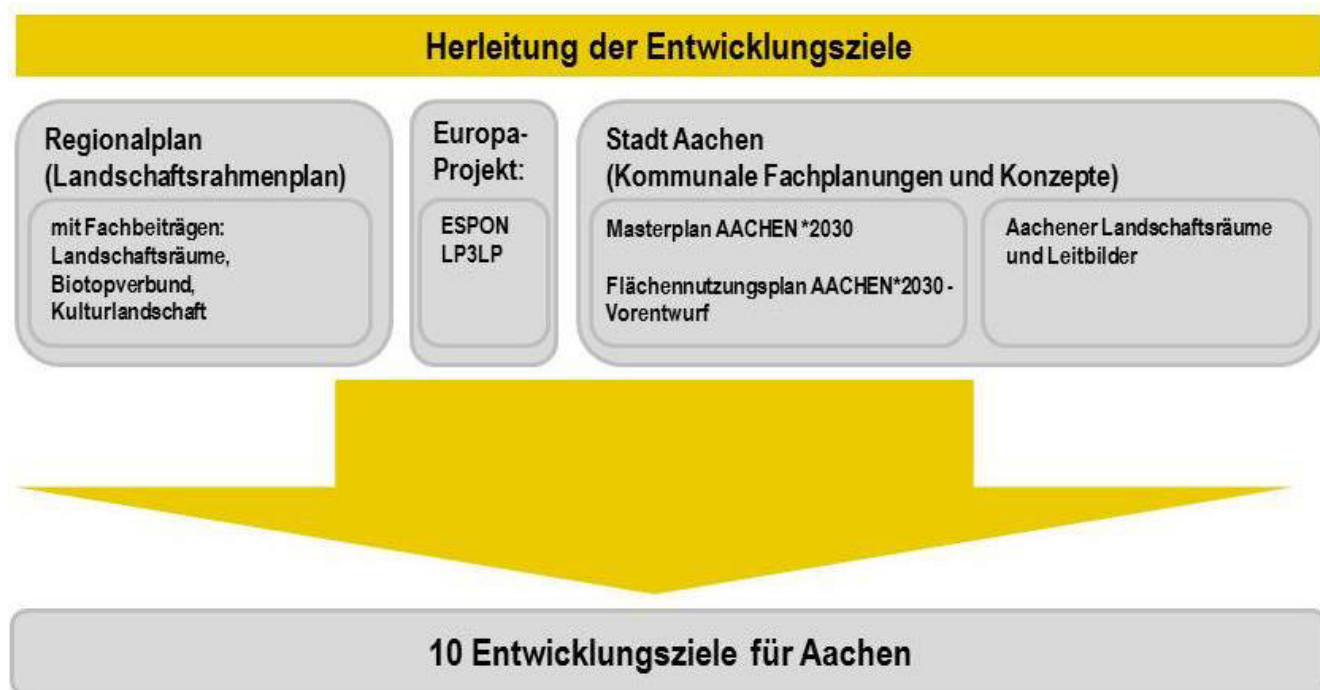 Herleitung der Entwicklungsziele
Regionalplan
(Landschaftsrahmenplan)
mit Fachbeiträgen:
Landschaftsräume,
Biotopverbund,
Kulturlandschaft
Europa-
Projekt:
ESPON
LP3LP
Stadt Aachen
(Kommunale Fachplanungen und Konzepte)
Masterplan AACHEN *2030
Flächennutzungsplan AACHEN*2030 -
Vorentwurf
Aachener Landschaftsräume
und Leitbilder
10 Entwicklungsziele für Aachen